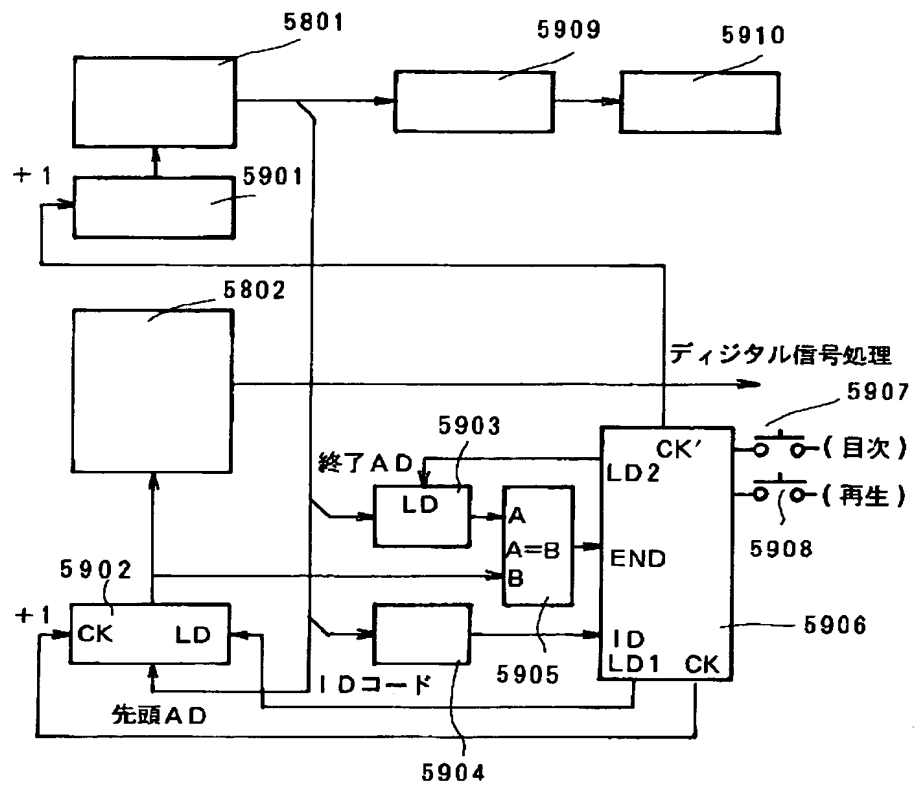 5801
5909
5910
+1
5901
5802
ディジタル信号処理
5907
5903
CK'
(目次)
終了AD
LD2
(再生)
LD
A
5908
A=B
END
5902
B
+1
CK
LD
ID
5906
5905
LD1
CK
IDコード
先頭AD
5904